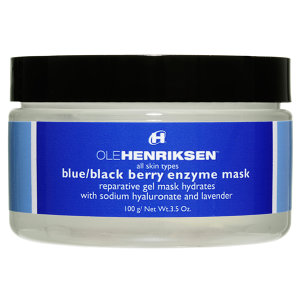 H
OLEHENRIKSEN™
all skin types
blue/black berry enzyme mask
reparative gel mask hydrates
with sodium hyaluronate and lavender
100 g/ Net Wt.3.5 Oz.